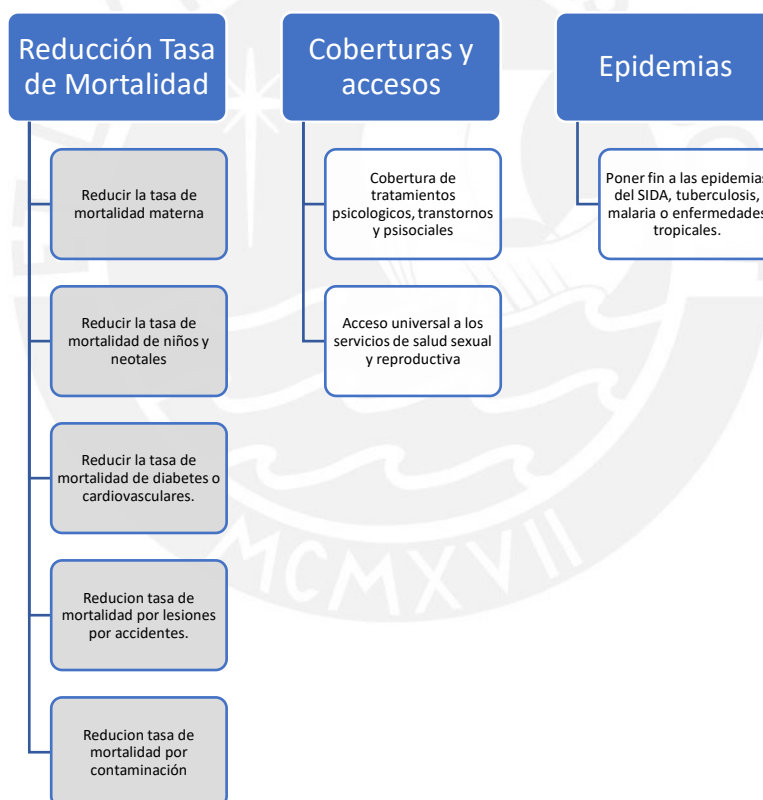 Reducción Tasa
de Mortalidad
Reducir la tasa de
mortalidad materna
Reducir la tasa de
mortalidad de niños y
neotales
Reducir la tasa de
mortalidad de diabetes o
cardiovasculares.
Reducion tasa de
mortalidad por lesiones
por accidentes.
Reducion tasa de
mortalidad por
contaminación
Coberturas y
accesos
Cobertura de
tratamientos
psicologicos, transtornos
y psisociales
Acceso universal a los
servicios de salud sexual
y reproductiva
Epidemias
Poner fin a las epidemias
del SIDA, tuberculosis,
malaria o enfermedades
tropicales.
MCMXVII